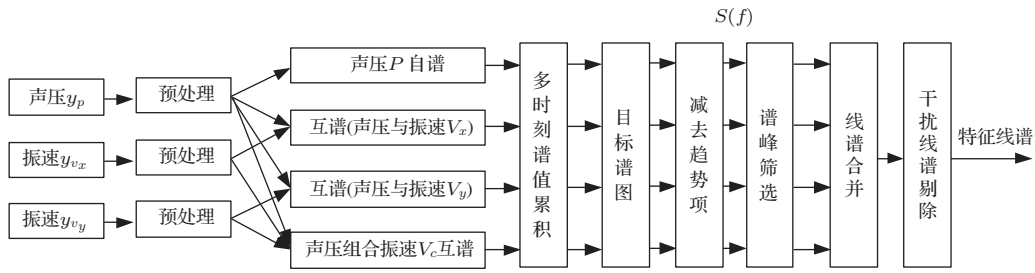 S(f)
声压y_p
预处理
声压P 自谱
振速y_{v_x}
预处理
互谱(声压与振速V_x)
振速y_{v_y}
预处理
互谱(声压与振速V_y)
声压组合振速V_c互谱
多时刻谱值累积
目标谱图
减去趋势项
谱峰筛选
线谱合并
干扰线谱剔除
特征线谱